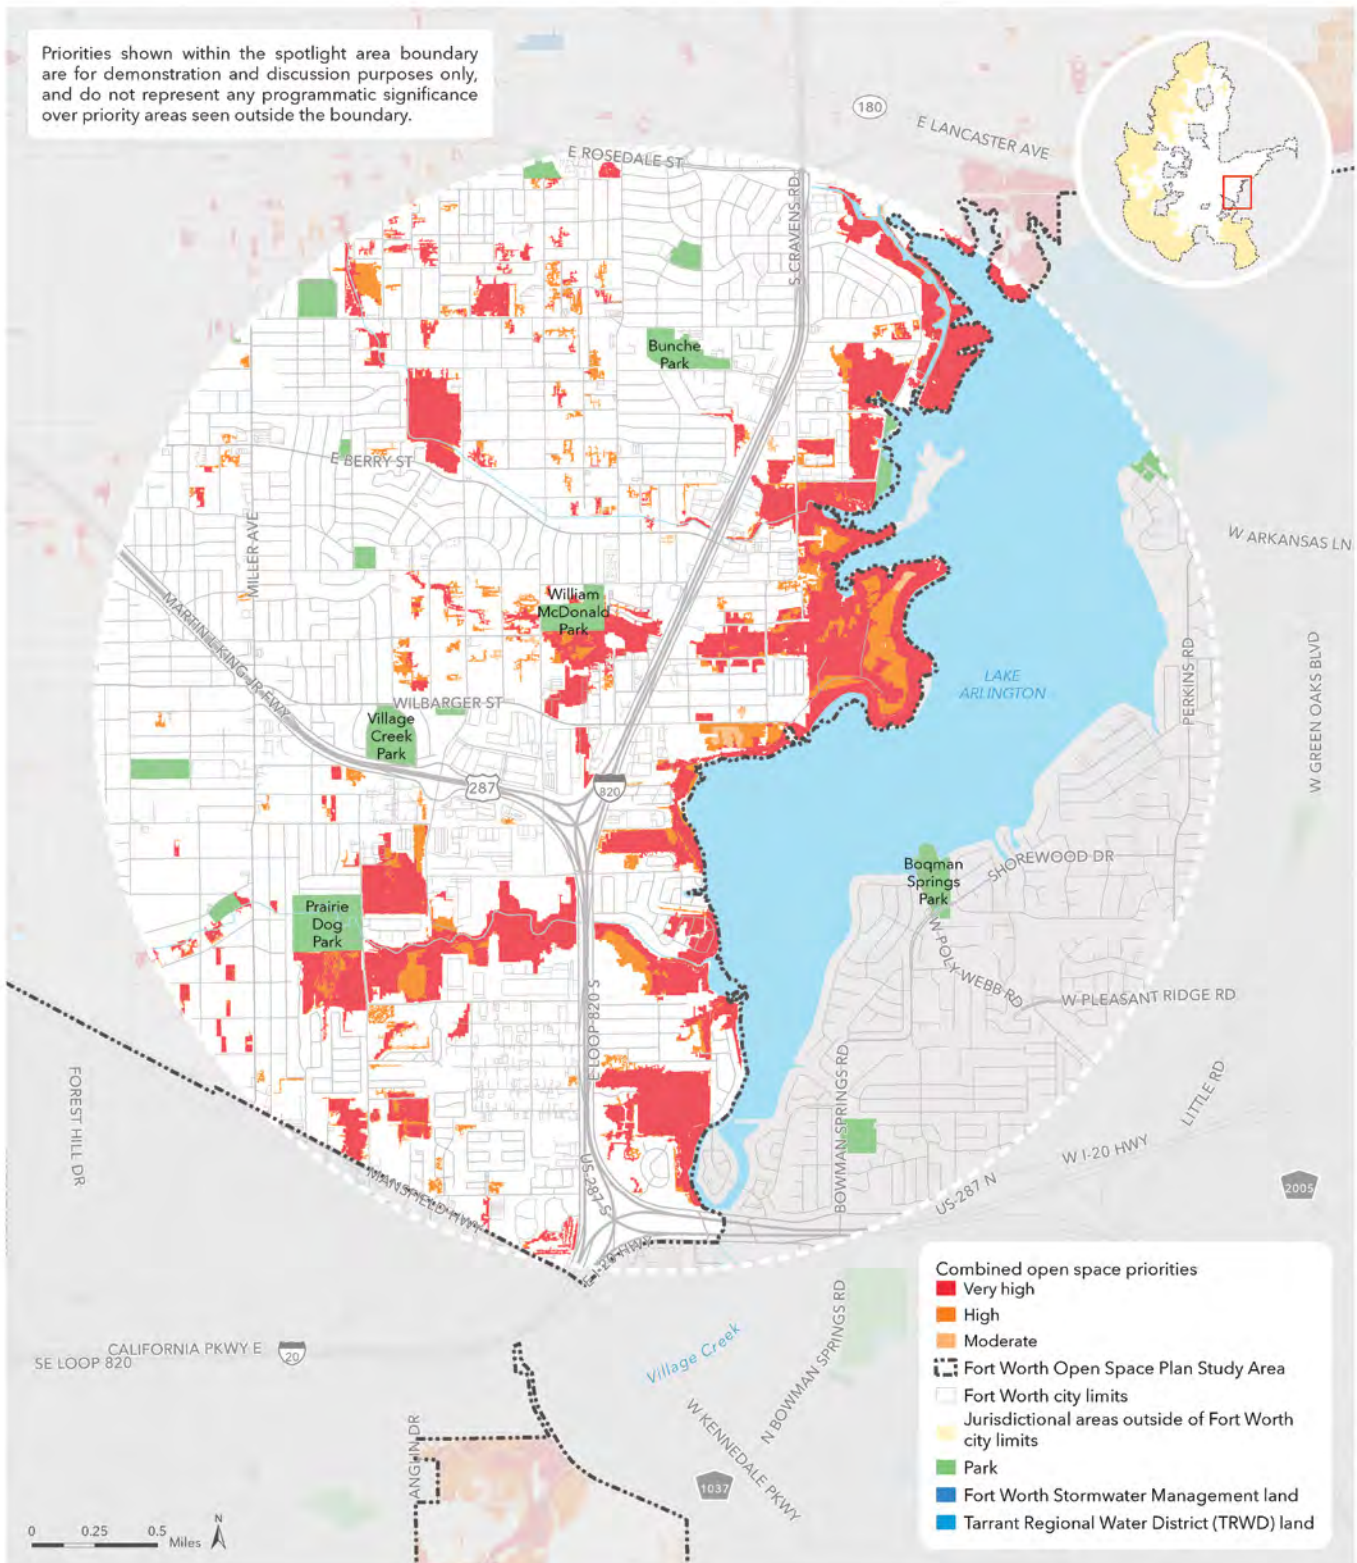 Priorities shown within the spotlight area boundary
are for demonstration and discussion purposes only,
and do not represent any programmatic significance
over priority areas seen outside the boundary.
180
E LANCASTER AVE
E ROSEDALE ST
S CRAVENS RD
Bunche
Park
E BERRY ST
MILLER AVE
W ARKANSAS LN
MARTIN L KING JR FWY
William
McDonald
Park
PERKINS RD
W GREEN OAKS BLVD
LAKE
ARLINGTON
WILBARGER ST
Village
Creek
Park
287
820
Boqman
Springs
Park
SHOREWOOD DR
Prairie
Dog
Park
W POLY WEBB RD
W PLEASANT RIDGE RD
E LOOP 820 S
FOREST HILL DR
BOWMAN SPRINGS RD
LITTLE RD
W I-20 HWY
US-287 N
2005
MANSFIELD HWY
US-287 S
E I-20 HWY
CALIFORNIA PKWY E
SE LOOP 820
20
Village Creek
N BOWMAN SPRINGS RD
W KENNEDALE PKWY
ANGLIN DR
1037
Combined open space priorities
Very high
High
Moderate
Fort Worth Open Space Plan Study Area
Fort Worth city limits
Jurisdictional areas outside of Fort Worth
city limits
Park
Fort Worth Stormwater Management land
Tarrant Regional Water District (TRWD) land
0 0.25 0.5
Miles
N